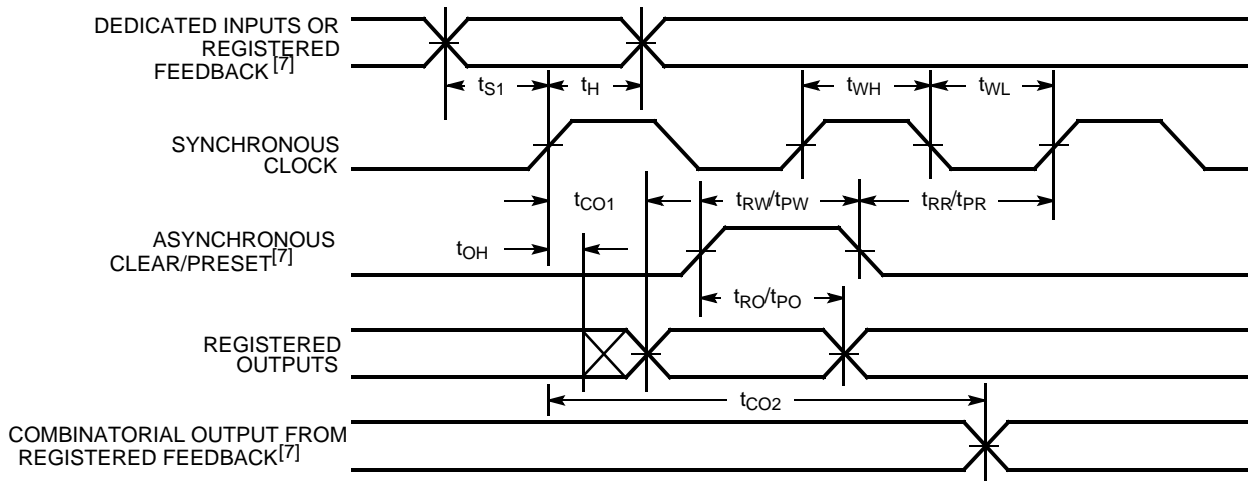 DEDICATED INPUTS OR
REGISTERED
FEEDBACK [7]
tS1
tH
tWH
tWL
SYNCHRONOUS
CLOCK
tCO1
tRW/tPW
tRR/tPR
ASYNCHRONOUS
CLEAR/PRESET[7]
tOH
tRO/tPO
REGISTERED
OUTPUTS
tCO2
COMBINATORIAL OUTPUT FROM
REGISTERED FEEDBACK[7]